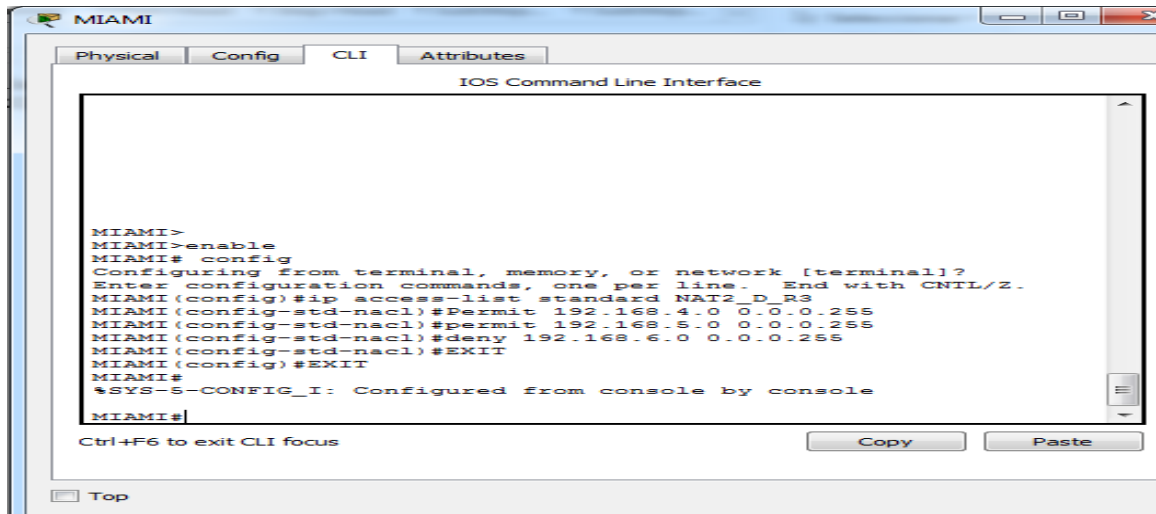 MIAMI
Physical Config CLI Attributes
IOS Command Line Interface
MIAMI>
MIAMI>enable
MIAMI# config
Configuring from terminal, memory, or network [terminal]?
Enter configuration commands, one per line.  End with CNTL/Z.
MIAMI(config)#ip access-list standard NAT2_D_R3
MIAMI(config-std-nacl)#Permit 192.168.4.0 0.0.0.255
MIAMI(config-std-nacl)#permit 192.168.5.0 0.0.0.255
MIAMI(config-std-nacl)#deny 192.168.6.0 0.0.0.255
MIAMI(config-std-nacl)#EXIT
MIAMI(config)#EXIT
MIAMI#
%SYS-5-CONFIG_I: Configured from console by console
MIAMI#
Ctrl+F6 to exit CLI focus
Copy Paste
Top